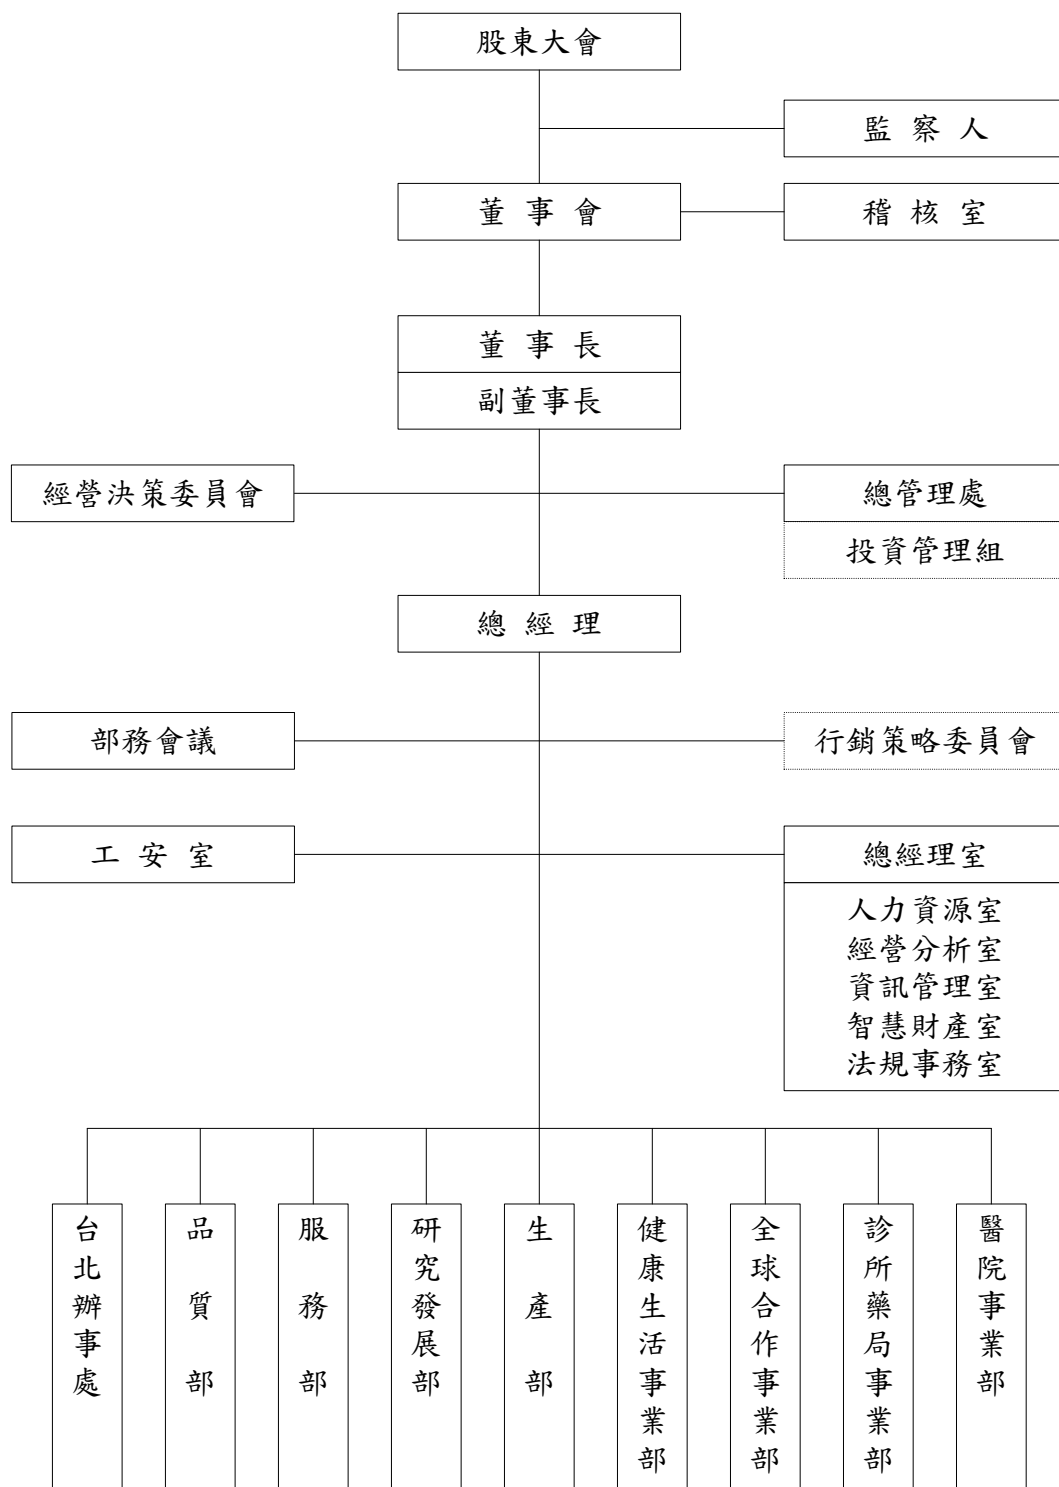 股東大會
監察人
董事會
稽核室
董事長
副董事長
經營決策委員會
總管理處
投資管理組
總經理
部務會議
行銷策略委員會
工安室
總經理室
人力資源室
經營分析室
資訊管理室
智慧財產室
法規事務室
台北辦事處
品質部
服務部
研究發展部
生產部
健康生活事業部
全球合作事業部
診所藥局事業部
醫院事業部